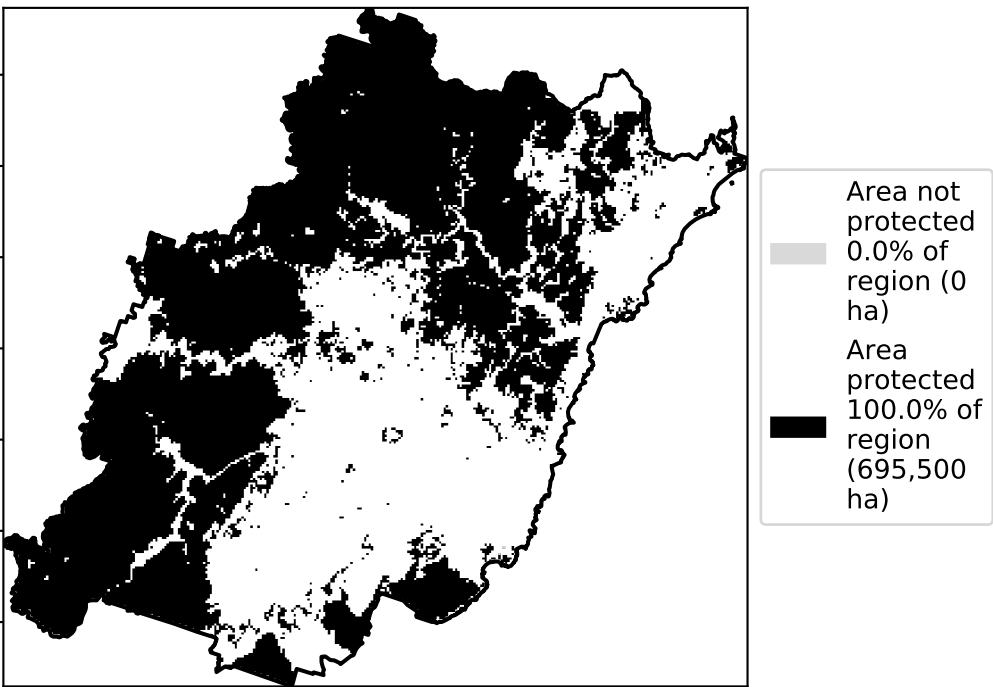 Area not
protected
0.0% of
region (0
ha)
Area
protected
100.0% of
region
(695,500
ha)